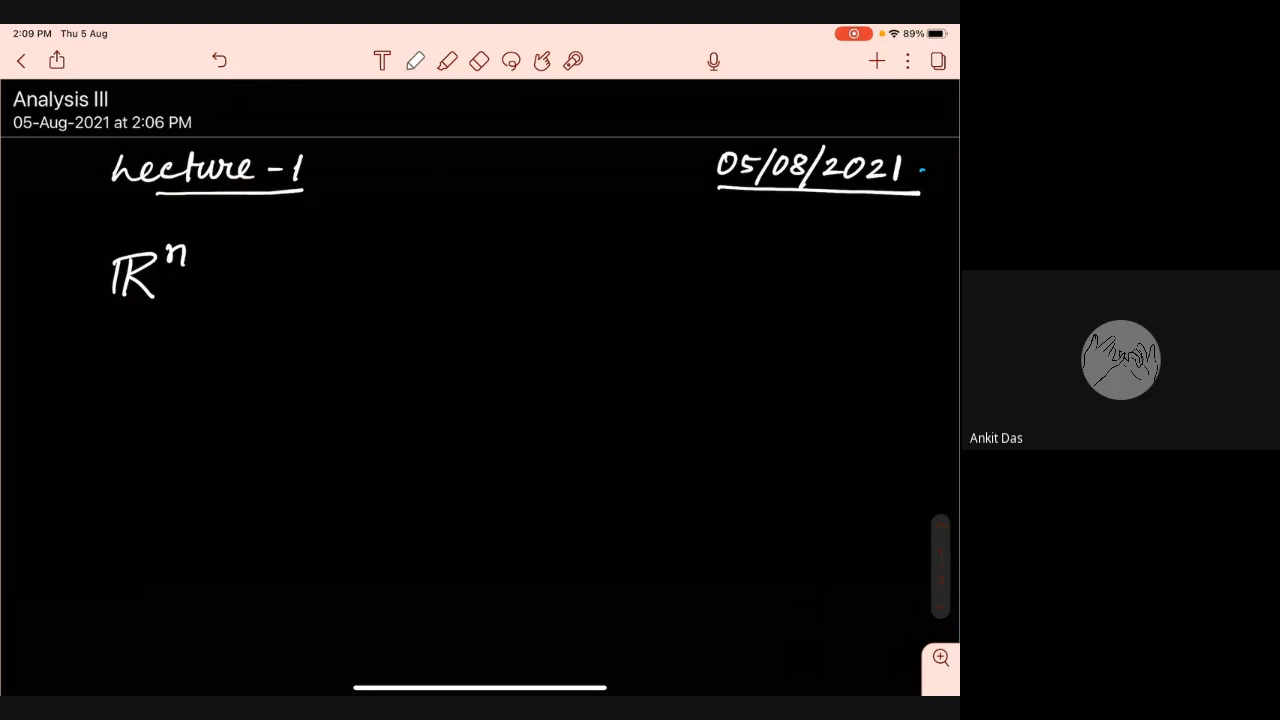 2:09 PM Thu 5 Aug 89%
T
Analysis III
05-Aug-2021 at 2:06 PM
Lecture - 1 05/08/2021
ℝⁿ
Ankit Das